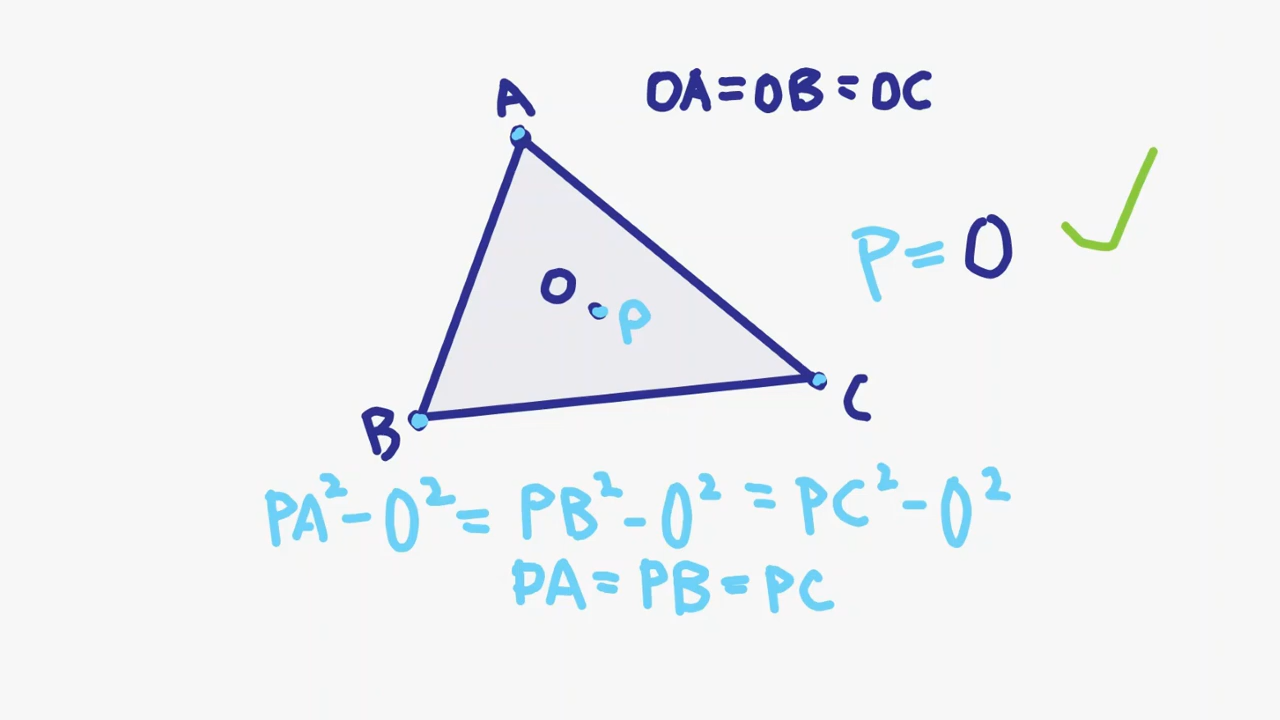 A
OA=OB=OC
P=O
O
P
B
C
PA²-0²=PB²-0²=PC²-0²
PA=PB=PC